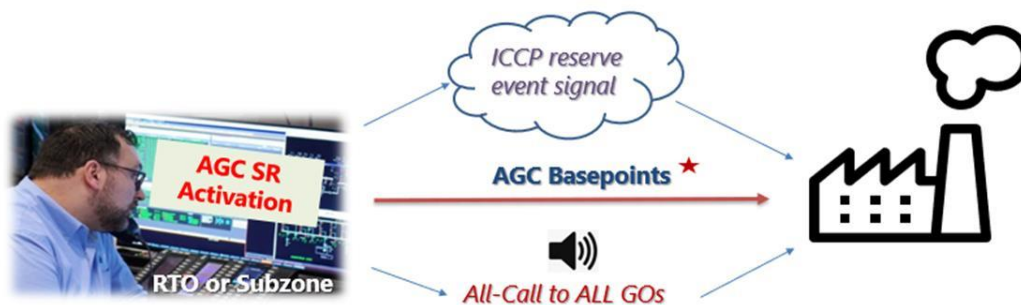 ICCP reserve
event signal
AGC SR
Activation
AGC Basepoints
RTO or Subzone
All-Call to ALL GOs